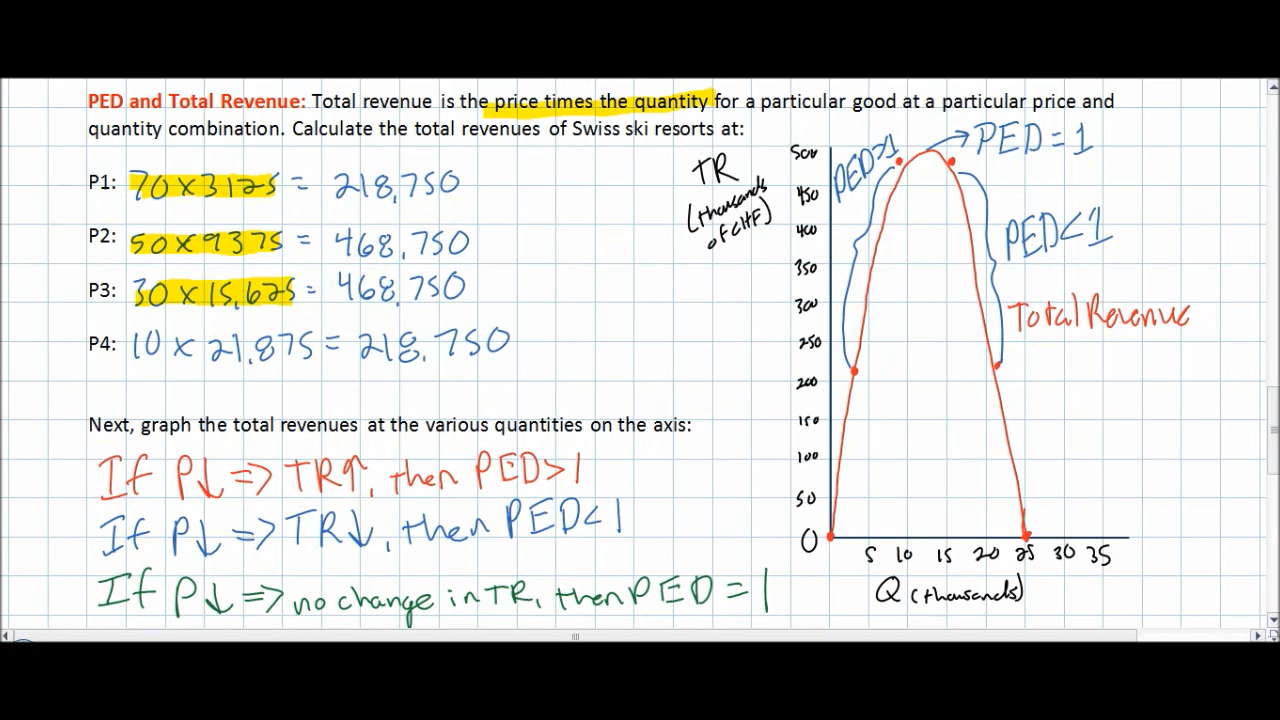 PED and Total Revenue: Total revenue is the price times the quantity for a particular good at a particular price and
quantity combination. Calculate the total revenues of Swiss ski resorts at:
P1: 70 x 3125 = 218,750
P2: 50 x 9375 = 468,750
P3: 30 x 15,625 = 468,750
P4: 10 x 21,875 = 218,750
Next, graph the total revenues at the various quantities on the axis:
If P↓ => TR↑, then PED>1
If P↓ => TR↓, then PED<1
If P↓ => no change in TR, then PED = 1
TR
(thousands
of CHF)
500
450
400
350
300
250
200
150
100
50
0
PED>1
PED=1
PED<1
Total Revenue
5 10 15 20 25 30 35
Q (thousands)